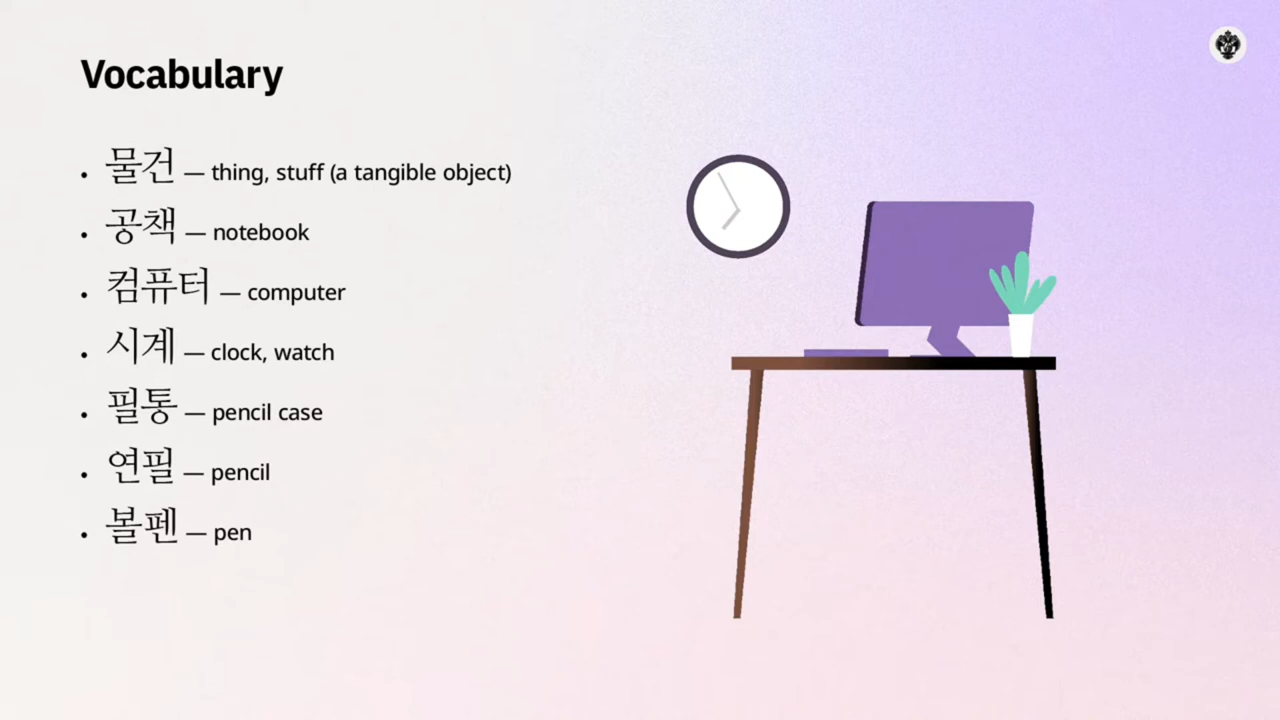 Vocabulary
• 물건 — thing, stuff (a tangible object)
• 공책 — notebook
• 컴퓨터 — computer
• 시계 — clock, watch
• 필통 — pencil case
• 연필 — pencil
• 볼펜 — pen